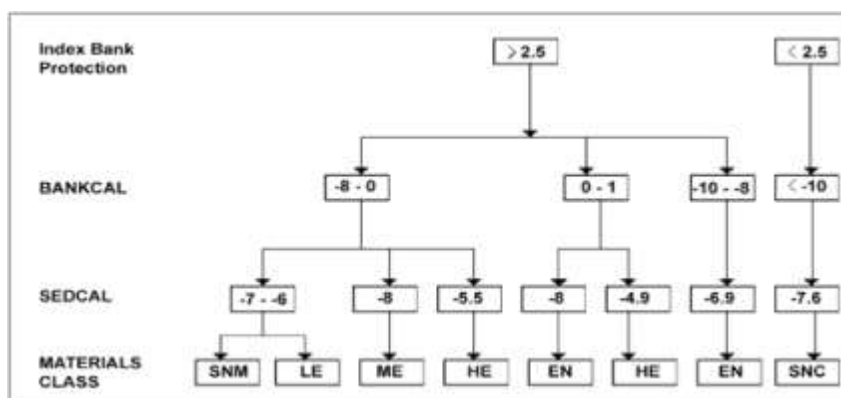 Index Bank
Protection
> 2.5
< 2.5
BANKCAL
-8 - 0
0 - 1
-10 - -8
< -10
SEDCAL
-7 - -6
-8
-5.5
-8
-4.9
-6.9
-7.6
MATERIALS
CLASS
SNM
LE
ME
HE
EN
HE
EN
SNC